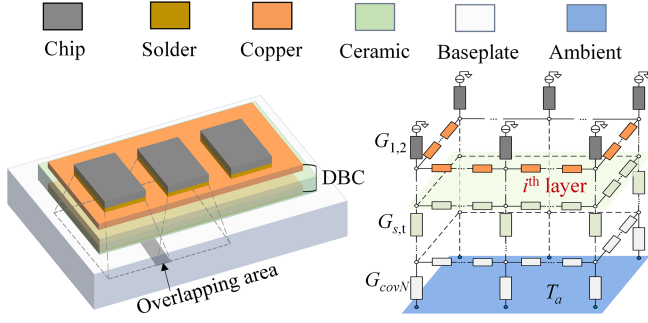 Chip
Solder
Copper
Ceramic
Baseplate
Ambient
DBC
Overlapping area
G1,2
ith layer
Gs,t
GcovN
Ta